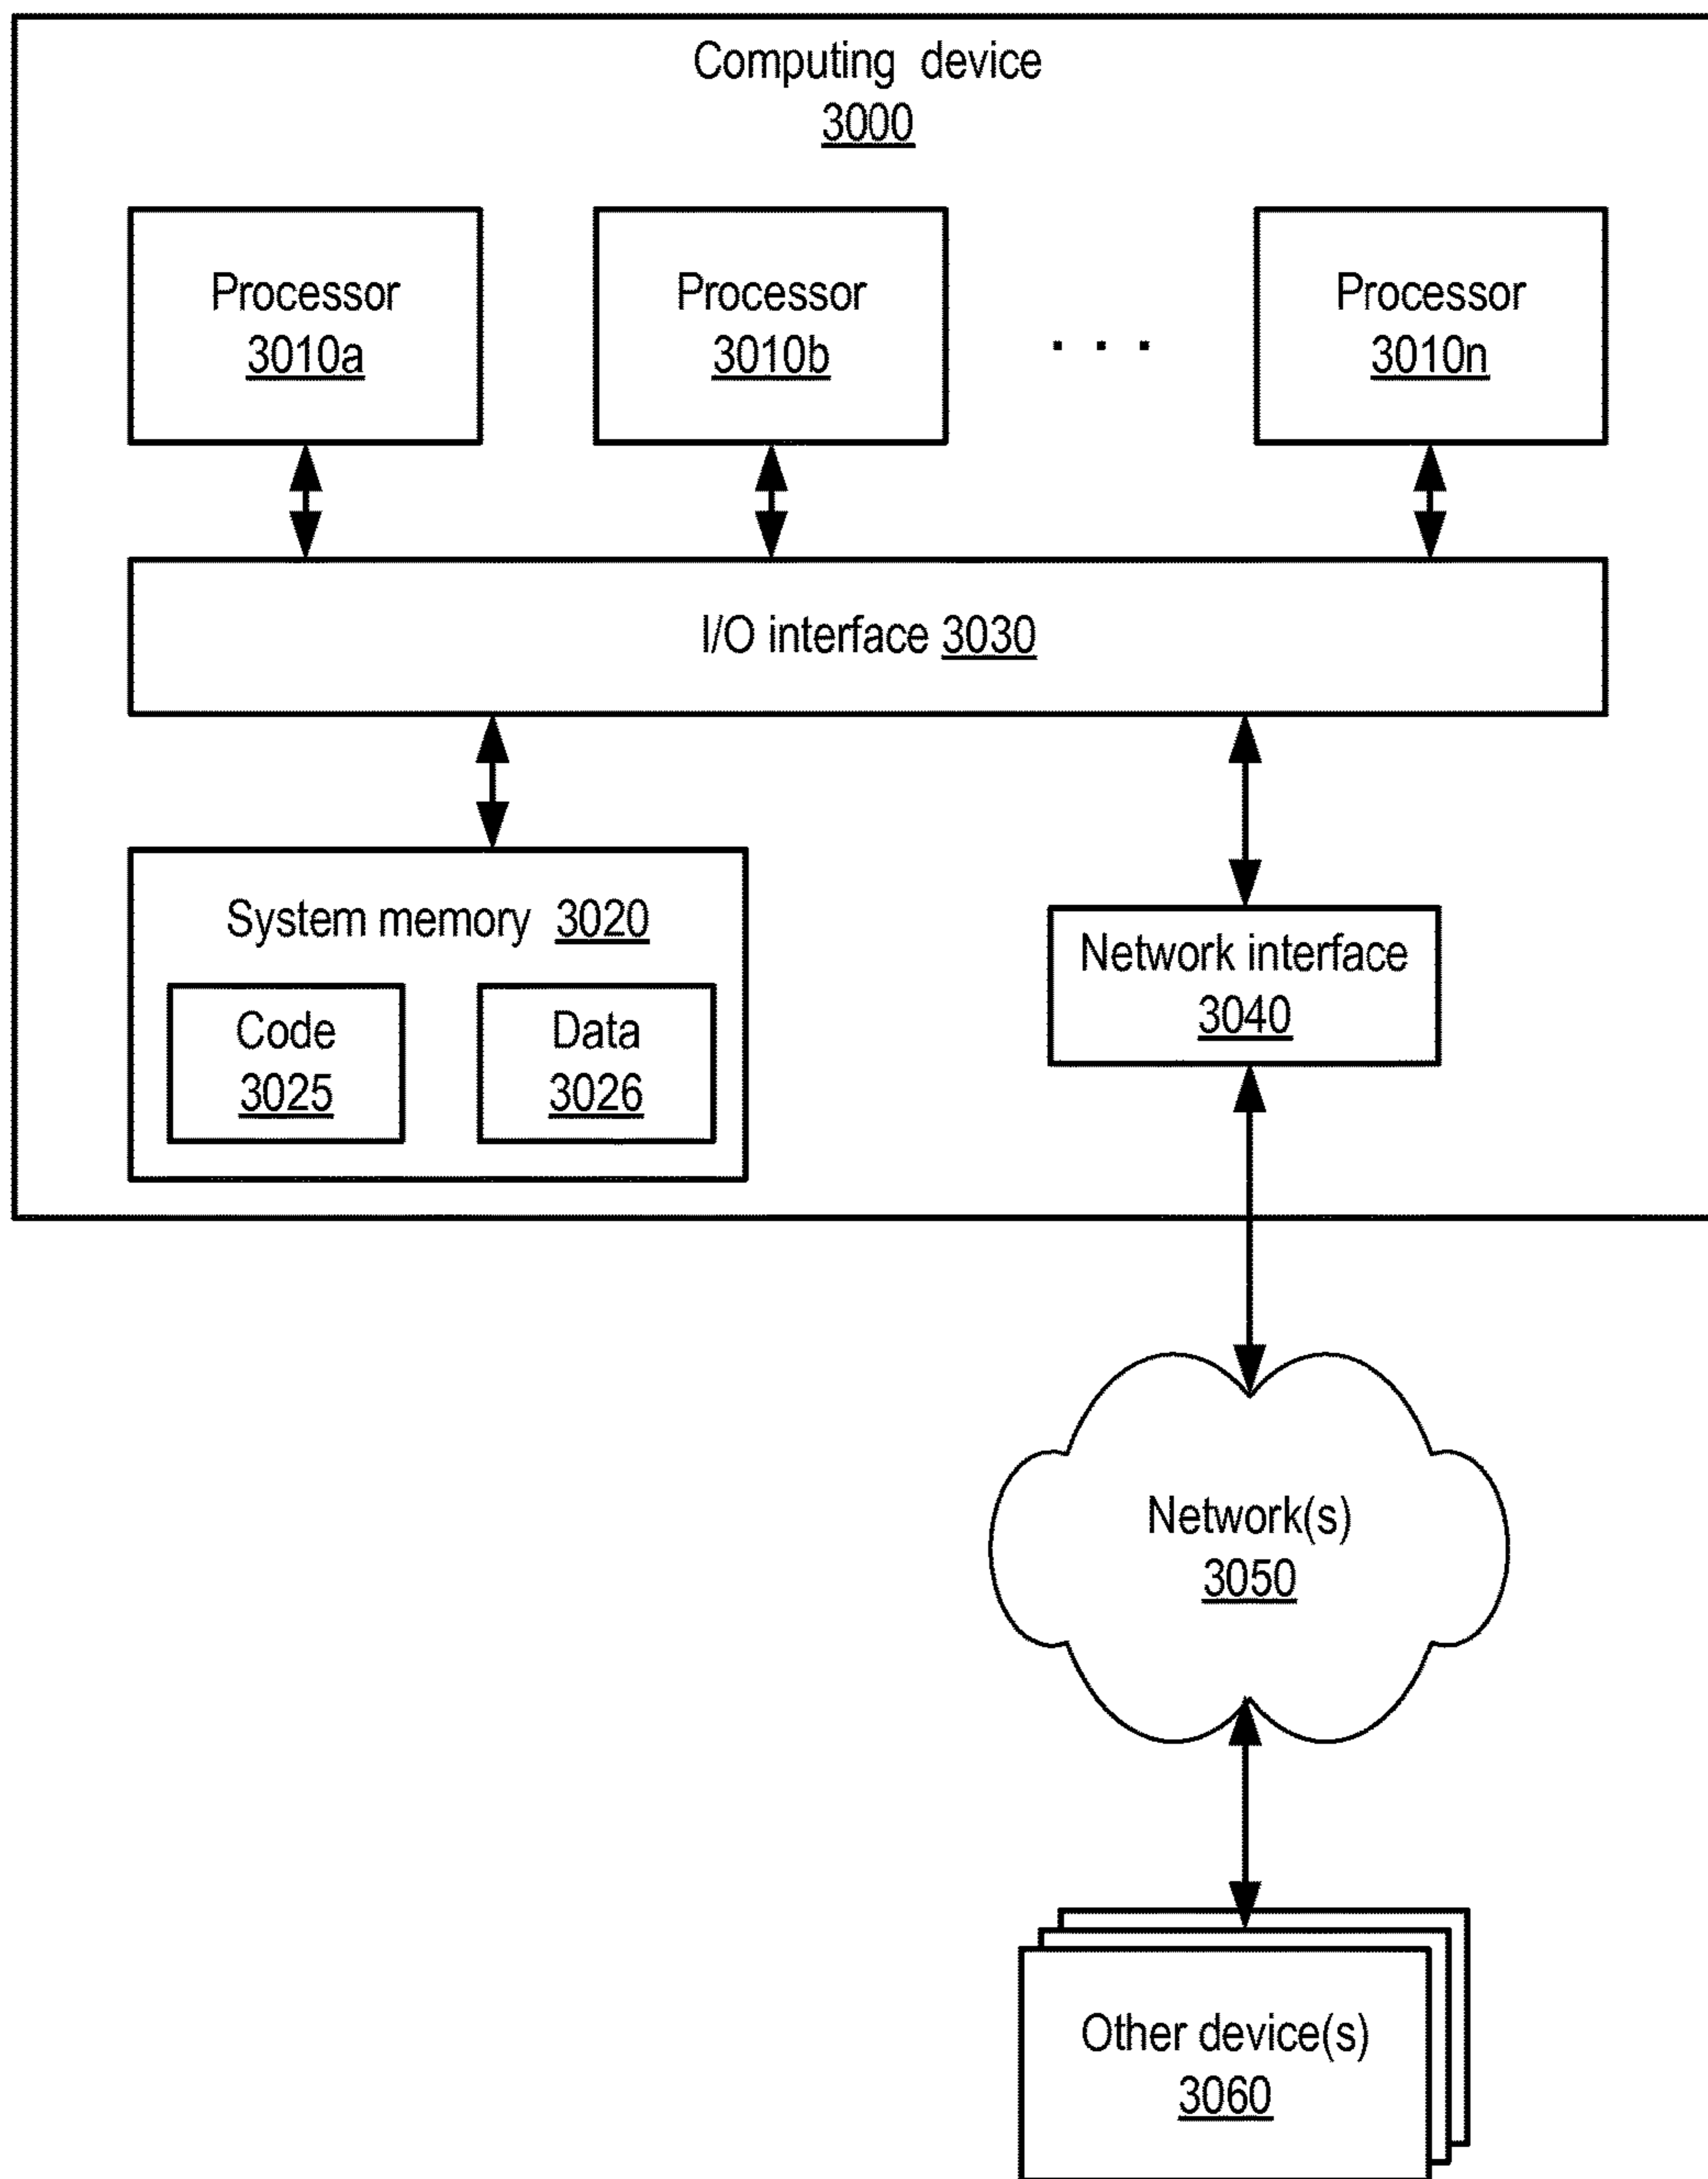 Computing device
3000
Processor
3010a
Processor
3010b
. . .
Processor
3010n
I/O interface 3030
System memory 3020
Code
3025
Data
3026
Network interface
3040
Network(s)
3050
Other device(s)
3060